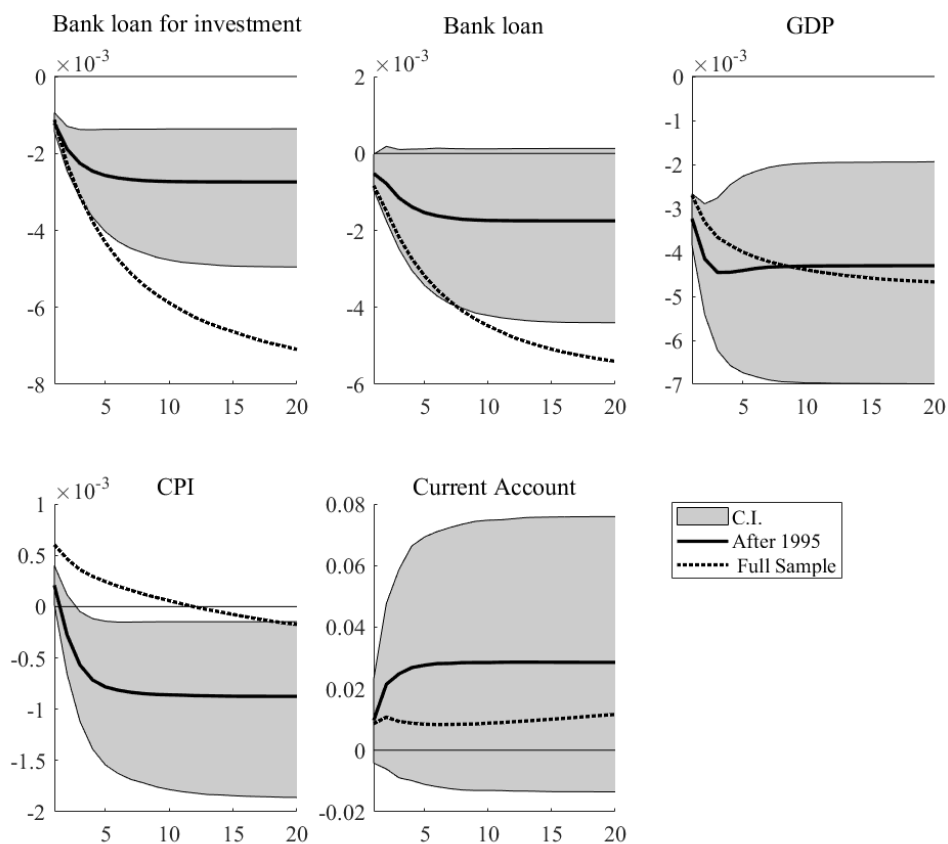 Bank loan for investment
×10⁻³
0
-2
-4
-6
-8
5 10 15 20
Bank loan
×10⁻³
2
0
-2
-4
-6
5 10 15 20
GDP
×10⁻³
0
-1
-2
-3
-4
-5
-6
-7
5 10 15 20
CPI
×10⁻³
1
0.5
0
-0.5
-1
-1.5
-2
5 10 15 20
Current Account
0.08
0.06
0.04
0.02
0
-0.02
5 10 15 20
C.I.
After 1995
Full Sample